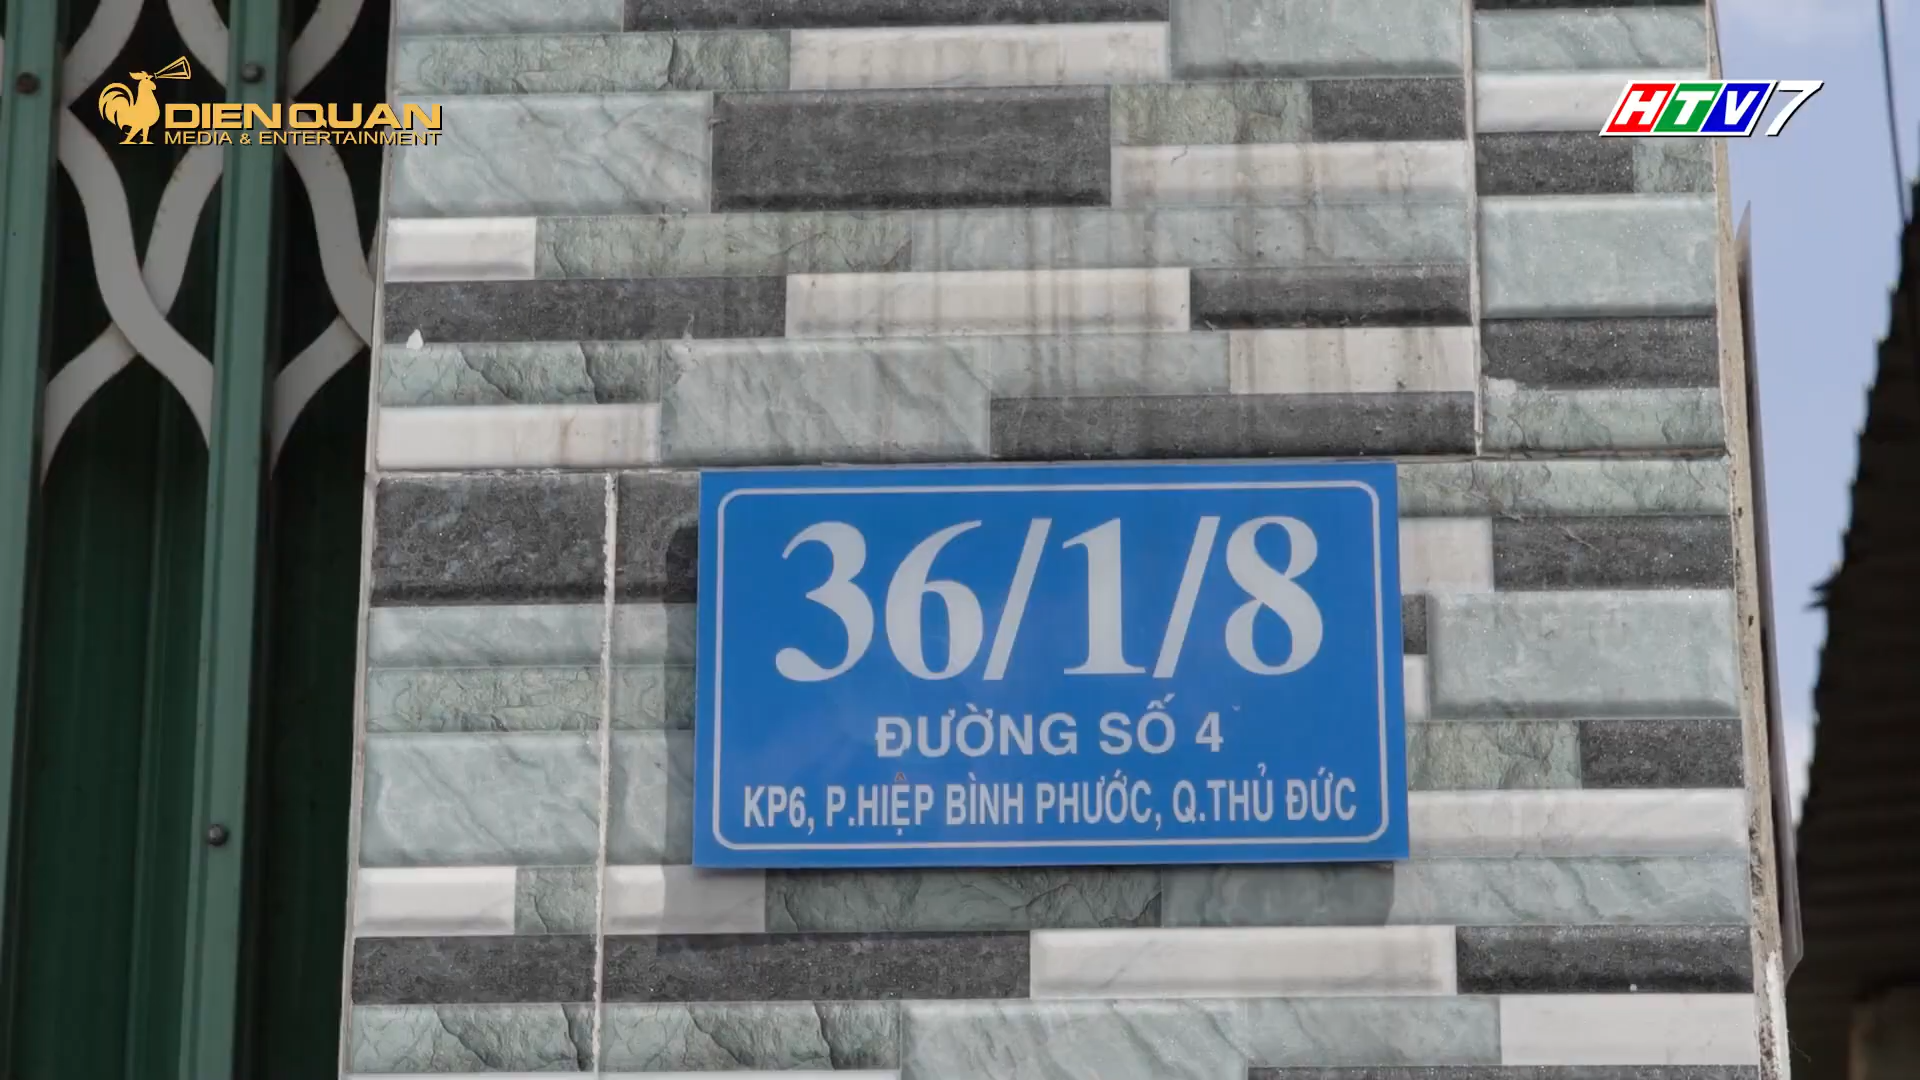 DIEN QUAN
MEDIA & ENTERTAINMENT
HTV7
36/1/8
ĐƯỜNG SỐ 4
KP6, P.HIỆP BÌNH PHƯỚC, Q.THỦ ĐỨC